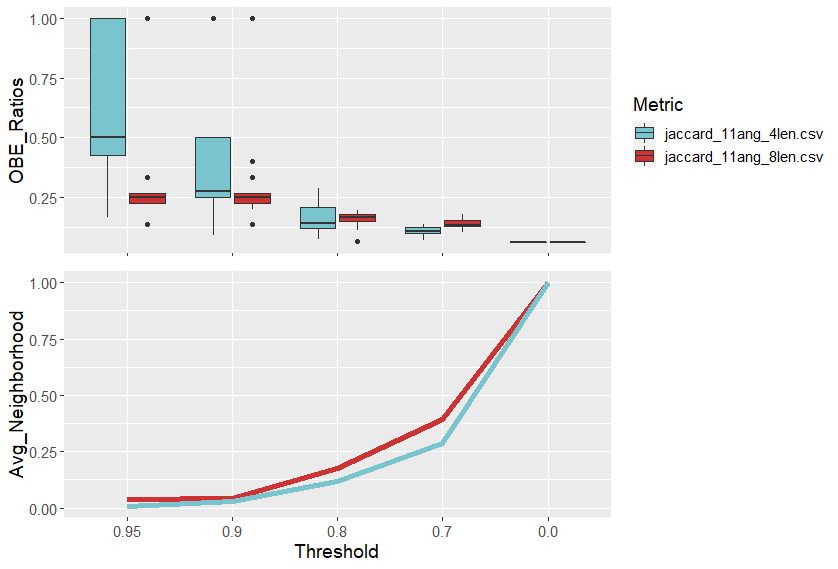 OBE_Ratios
1.00
0.75
0.50
0.25
Metric
jaccard_11ang_4len.csv
jaccard_11ang_8len.csv
Avg_Neighborhood
1.00
0.75
0.50
0.25
0.00
0.95 0.9 0.8 0.7 0.0
Threshold